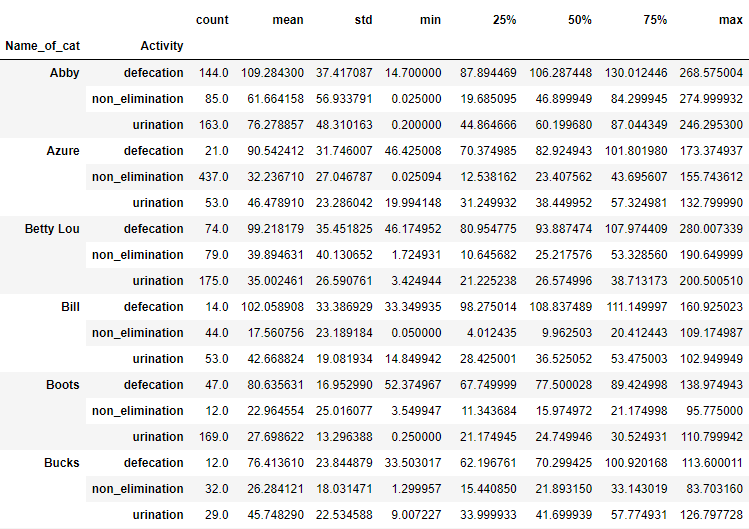 count mean std min 25% 50% 75% max
Name_of_cat Activity
Abby defecation 144.0 109.284300 37.417087 14.700000 87.894469 106.287448 130.012446 268.575004
non_elimination 85.0 61.664158 56.933791 0.025000 19.685095 46.899949 84.299945 274.999932
urination 163.0 76.278857 48.310163 0.200000 44.864666 60.199680 87.044349 246.295300
Azure defecation 21.0 90.542412 31.746007 46.425008 70.374985 82.924943 101.801980 173.374937
non_elimination 437.0 32.236710 27.046787 0.025094 12.538162 23.407562 43.695607 155.743612
urination 53.0 46.478910 23.286042 19.994148 31.249932 38.449952 57.324981 132.799990
Betty Lou defecation 74.0 99.218179 35.451825 46.174952 80.954775 93.887474 107.974409 280.007339
non_elimination 79.0 39.894631 40.130652 1.724931 10.645682 25.217576 53.328560 190.649999
urination 175.0 35.002461 26.590761 3.424944 21.225238 26.574996 38.713173 200.500510
Bill defecation 14.0 102.058908 33.386929 33.349935 98.275014 108.837489 111.149997 160.925023
non_elimination 44.0 17.560756 23.189184 0.050000 4.012435 9.962503 20.412443 109.174987
urination 53.0 42.668824 19.081934 14.849942 28.425001 36.525052 53.475003 102.949949
Boots defecation 47.0 80.635631 16.952990 52.374967 67.749999 77.500028 89.424998 138.974943
non_elimination 12.0 22.964554 25.016077 3.549947 11.343684 15.974972 21.174998 95.775000
urination 169.0 27.698622 13.296388 0.250000 21.174945 24.749946 30.524931 110.799942
Bucks defecation 12.0 76.413610 23.844879 33.503017 62.196761 70.299425 100.920168 113.600011
non_elimination 32.0 26.284121 18.031471 1.299957 15.440850 21.893150 33.143019 83.703160
urination 29.0 45.748290 22.534588 9.007227 33.999933 41.699939 57.774931 126.797728